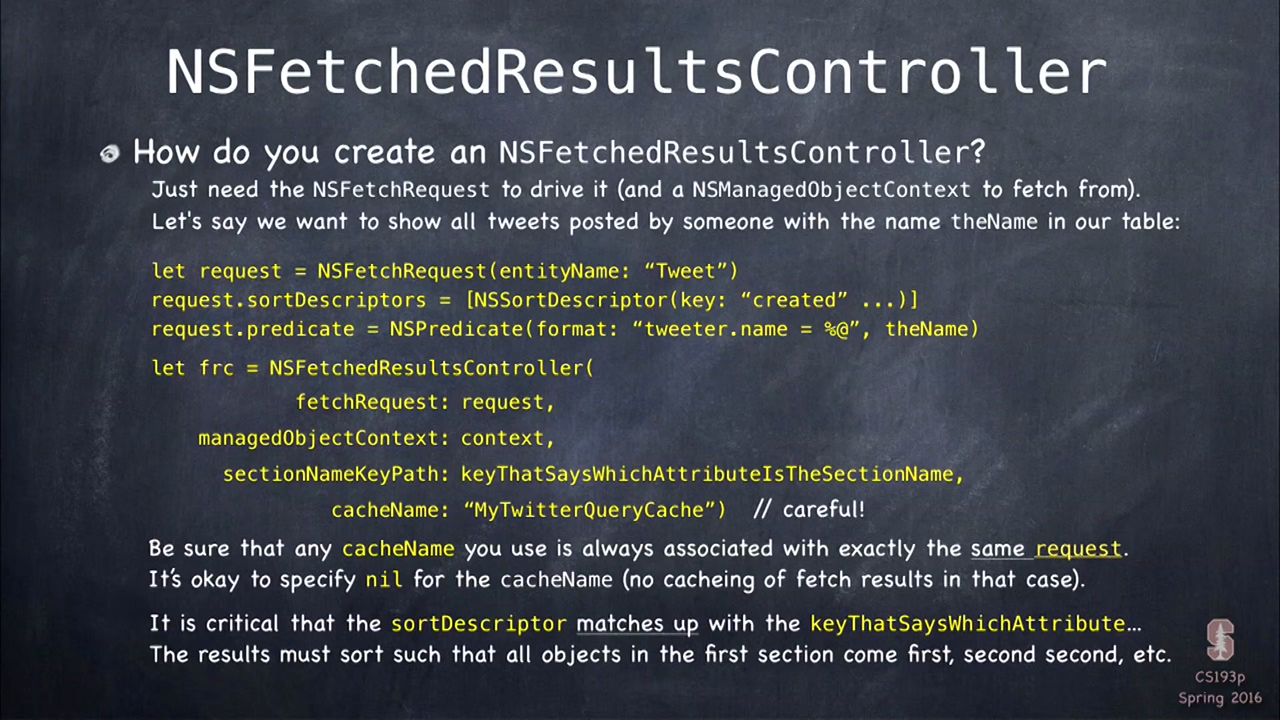 NSFetchedResultsController
How do you create an NSFetchedResultsController?
Just need the NSFetchRequest to drive it (and a NSManagedObjectContext to fetch from).
Let's say we want to show all tweets posted by someone with the name theName in our table:
let request = NSFetchRequest(entityName: “Tweet”)
request.sortDescriptors = [NSSortDescriptor(key: “created” ...)]
request.predicate = NSPredicate(format: “tweeter.name = %@”, theName)
let frc = NSFetchedResultsController(
fetchRequest: request,
managedObjectContext: context,
sectionNameKeyPath: keyThatSaysWhichAttributeIsTheSectionName,
cacheName: “MyTwitterQueryCache”) // careful!
Be sure that any cacheName you use is always associated with exactly the same request.
It’s okay to specify nil for the cacheName (no cacheing of fetch results in that case).
It is critical that the sortDescriptor matches up with the keyThatSaysWhichAttribute…
The results must sort such that all objects in the first section come first, second second, etc.
S
CS193p
Spring 2016